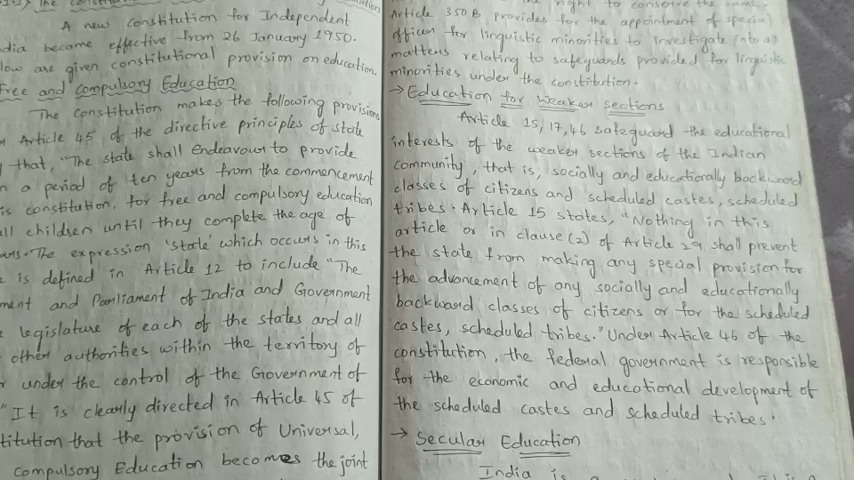 A new constitution for Independent
dia became effective from 26 January 1950.
low are given constitutional provision on education.
Free and compulsory Education
The constitution makes the following provisions
Article 45 of the directive principles of state
that, "The state shall Endeavour to provide
n a period of ten years from the commencement
is constitution, for free and compulsory education
all children until they complete the age of
The expression 'state' which occurs in this
is defined in Article 12 to include "The
ment and Parliament of India and Government
legislature of each of the states and all
other authorities within the territory of
under the control of the Government of
"It is clearly directed in Article 45 of
titution that the provision of Universal,
compulsory Education becomes the joint
the right to conserve the same.
Article 350 B provides for the appointment of special
officer for linguistic minorities to investigate into all
matters relating to safeguards provided for linguistic
minorities under the constitution.
→ Education for weaker sections
Article 15, 17, 46 safeguard the educational
interests of the weaker sections of the Indian
community, that is, socially and educationally backward
classes of citizens and scheduled castes, scheduled
tribes. Article 15 states, "Nothing in this
article or in clause (2) of Article 29 shall prevent
the state from making any special provision for
the advancement of any socially and educationally
backward classes of citizens or for the scheduled
castes, scheduled tribes." Under Article 46 of the
constitution, the federal government is responsible
for the economic and educational development of
the scheduled castes and scheduled tribes.
→ Secular Education
India is a